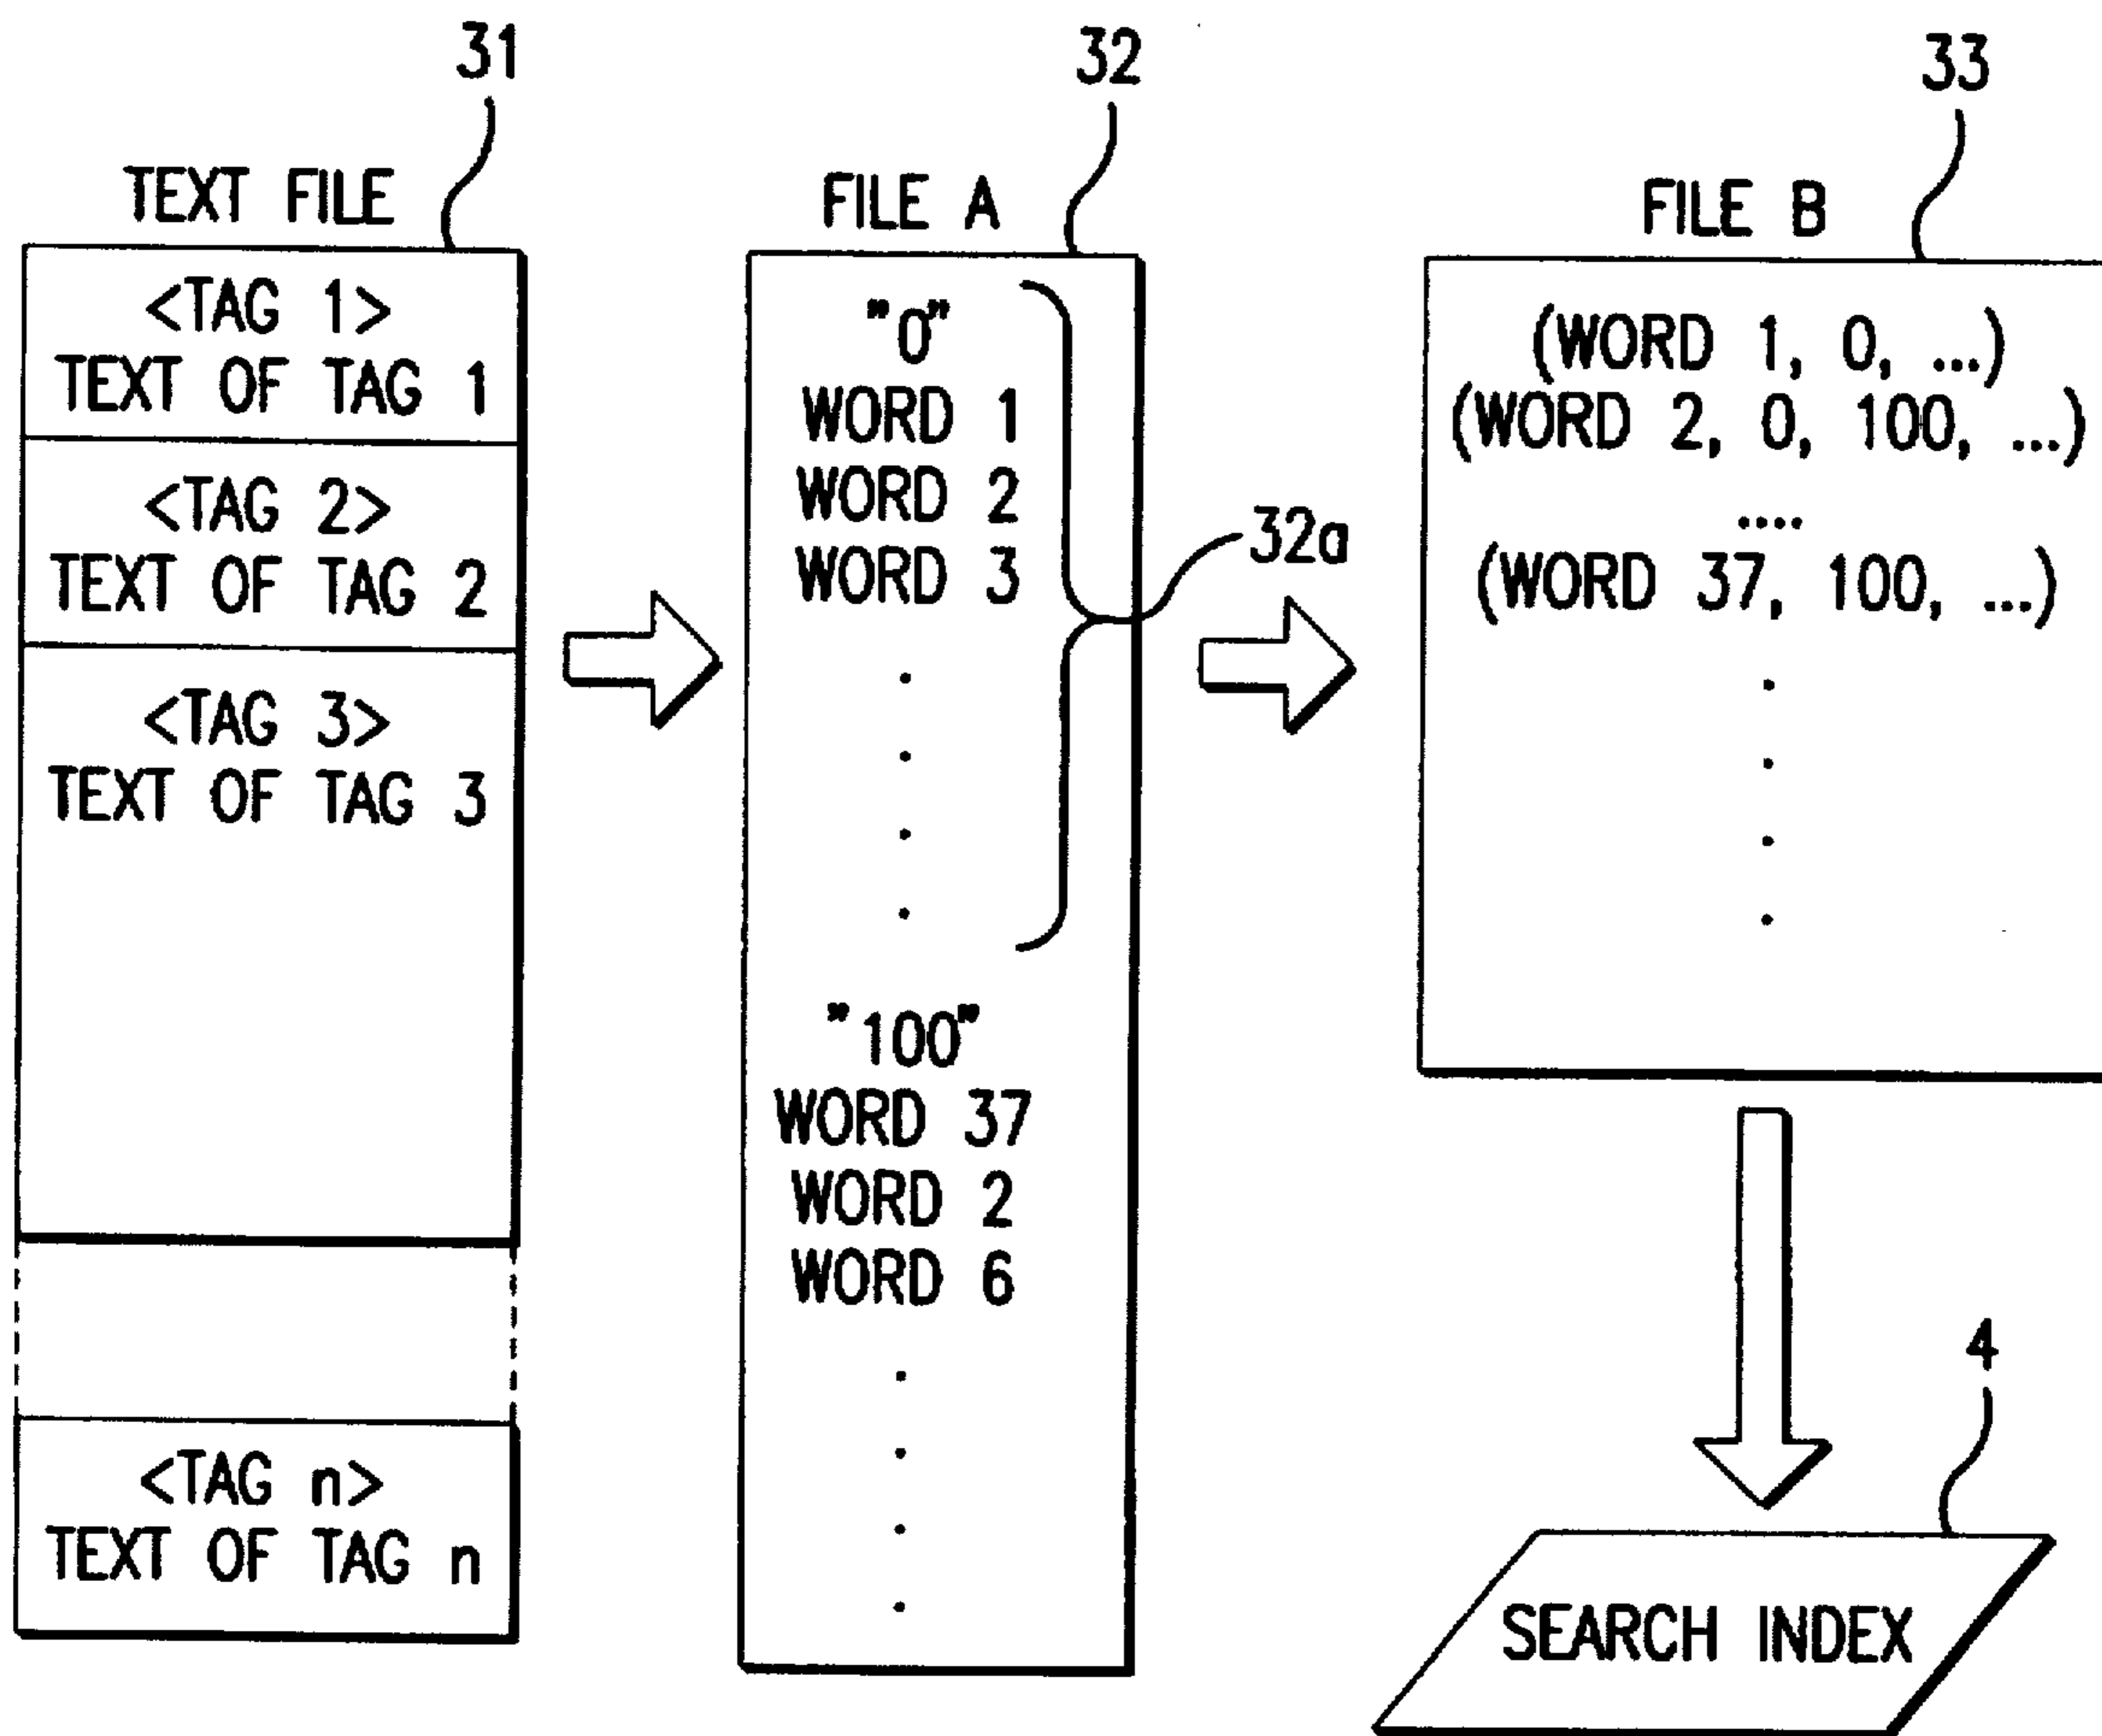 31
TEXT FILE
<TAG 1>
TEXT OF TAG 1
<TAG 2>
TEXT OF TAG 2
<TAG 3>
TEXT OF TAG 3
<TAG n>
TEXT OF TAG n
32
FILE A
"0"
WORD 1
WORD 2
WORD 3
.
.
.
.
32a
"100"
WORD 37
WORD 2
WORD 6
.
.
.
.
33
FILE B
(WORD 1, 0, ...)
(WORD 2, 0, 100, ...)
....
(WORD 37, 100, ...)
.
.
.
.
4
SEARCH INDEX